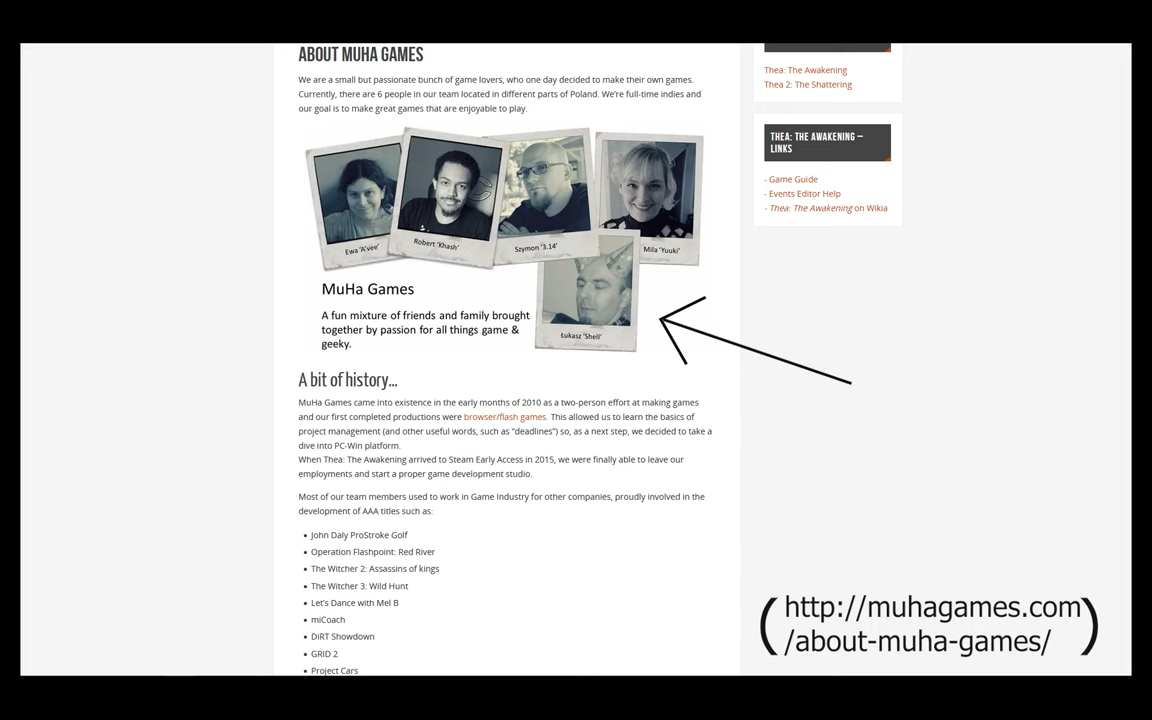 ABOUT MUHA GAMES
We are a small but passionate bunch of game lovers, who one day decided to make their own games.
Currently, there are 6 people in our team located in different parts of Poland. We're full-time indies and
our goal is to make great games that are enjoyable to play.
Ewa 'A'vee'
Robert 'Khash'
Szymon '3.14'
Mila 'Yuuki'
MuHa Games
A fun mixture of friends and family brought
together by passion for all things game &
geeky.
Łukasz 'Shell'
A bit of history...
MuHa Games came into existence in the early months of 2010 as a two-person effort at making games
and our first completed productions were browser/flash games. This allowed us to learn the basics of
project management (and other useful words, such as “deadlines”) so, as a next step, we decided to take a
dive into PC-Win platform.
When Thea: The Awakening arrived to Steam Early Access in 2015, we were finally able to leave our
employments and start a proper game development studio.
Most of our team members used to work in Game Industry for other companies, proudly involved in the
development of AAA titles such as:
▪ John Daly ProStroke Golf
▪ Operation Flashpoint: Red River
▪ The Witcher 2: Assassins of kings
▪ The Witcher 3: Wild Hunt
▪ Let's Dance with Mel B
▪ miCoach
▪ DiRT Showdown
▪ GRID 2
▪ Project Cars
Thea: The Awakening
Thea 2: The Shattering
THEA: THE AWAKENING –
LINKS
- Game Guide
- Events Editor Help
- Thea: The Awakening on Wikia
(http://muhagames.com
/about-muha-games/)